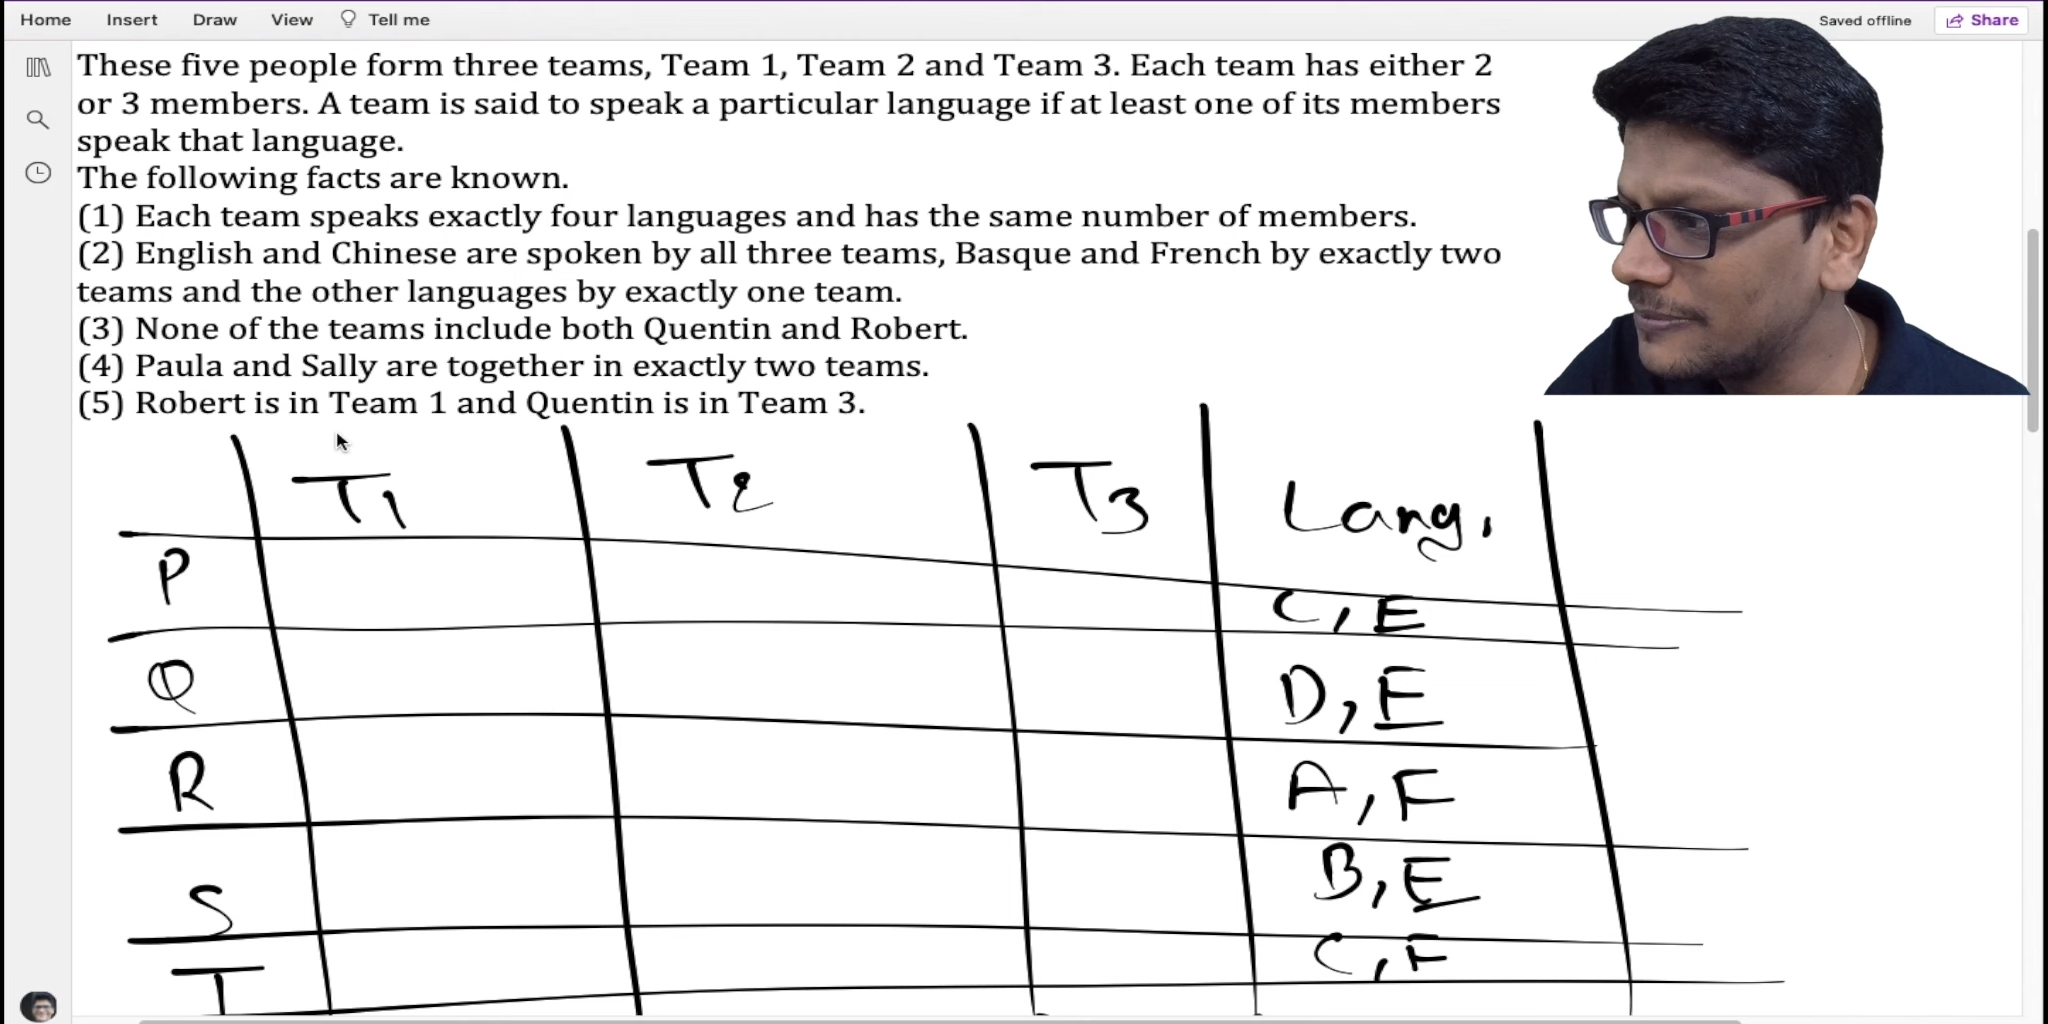 Home Insert Draw View Tell me Saved offline Share
These five people form three teams, Team 1, Team 2 and Team 3. Each team has either 2
or 3 members. A team is said to speak a particular language if at least one of its members
speak that language.
The following facts are known.
(1) Each team speaks exactly four languages and has the same number of members.
(2) English and Chinese are spoken by all three teams, Basque and French by exactly two
teams and the other languages by exactly one team.
(3) None of the teams include both Quentin and Robert.
(4) Paula and Sally are together in exactly two teams.
(5) Robert is in Team 1 and Quentin is in Team 3.
T1 T2 T3 Lang.
P C, E
Q D, E
R A, F
S B, E
T C, F